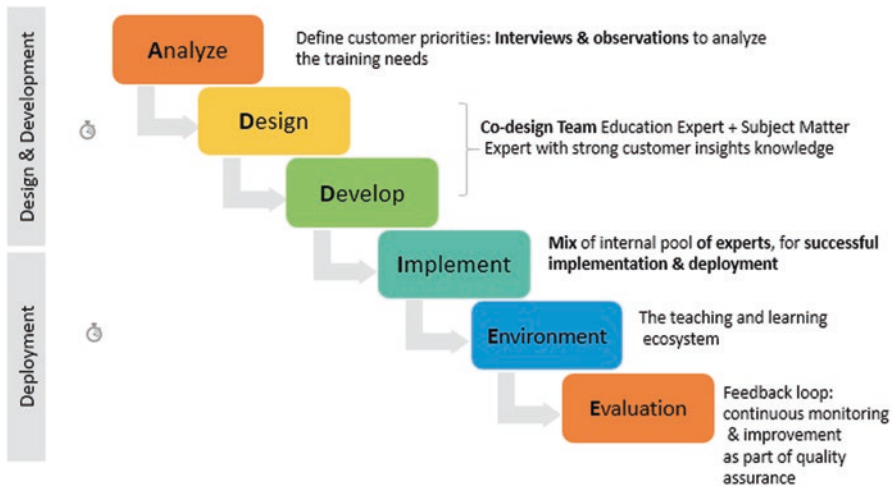 Design & Development
Analyze
Define customer priorities: Interviews & observations to analyze
the training needs
Design
Co-design Team Education Expert + Subject Matter
Expert with strong customer insights knowledge
Develop
Deployment
Implement
Mix of internal pool of experts, for successful
implementation & deployment
Environment
The teaching and learning
ecosystem
Evaluation
Feedback loop:
continuous monitoring
& improvement
as part of quality
assurance